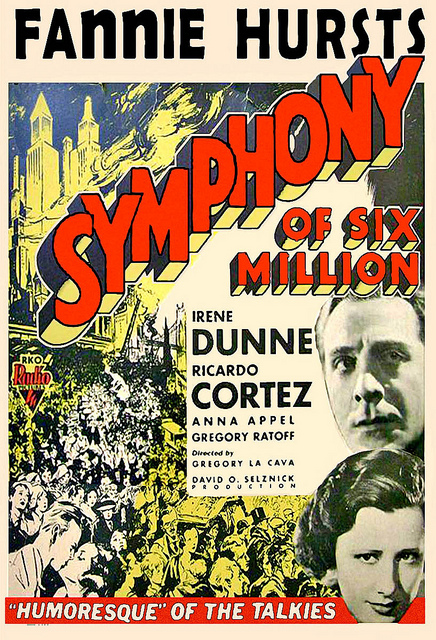 FAnnIE HURSTS
SYMPHONY
OF SIX
MILLION
IRENE
DUNNE
RICARDO
CORTEZ
ANNA APPEL
GREGORY RATOFF
Directed by
GREGORY LA CAVA
DAVID O. SELZNICK
PRODUCTION
RKO
Radio
"HUMORESQUE" OF THE TALKIES